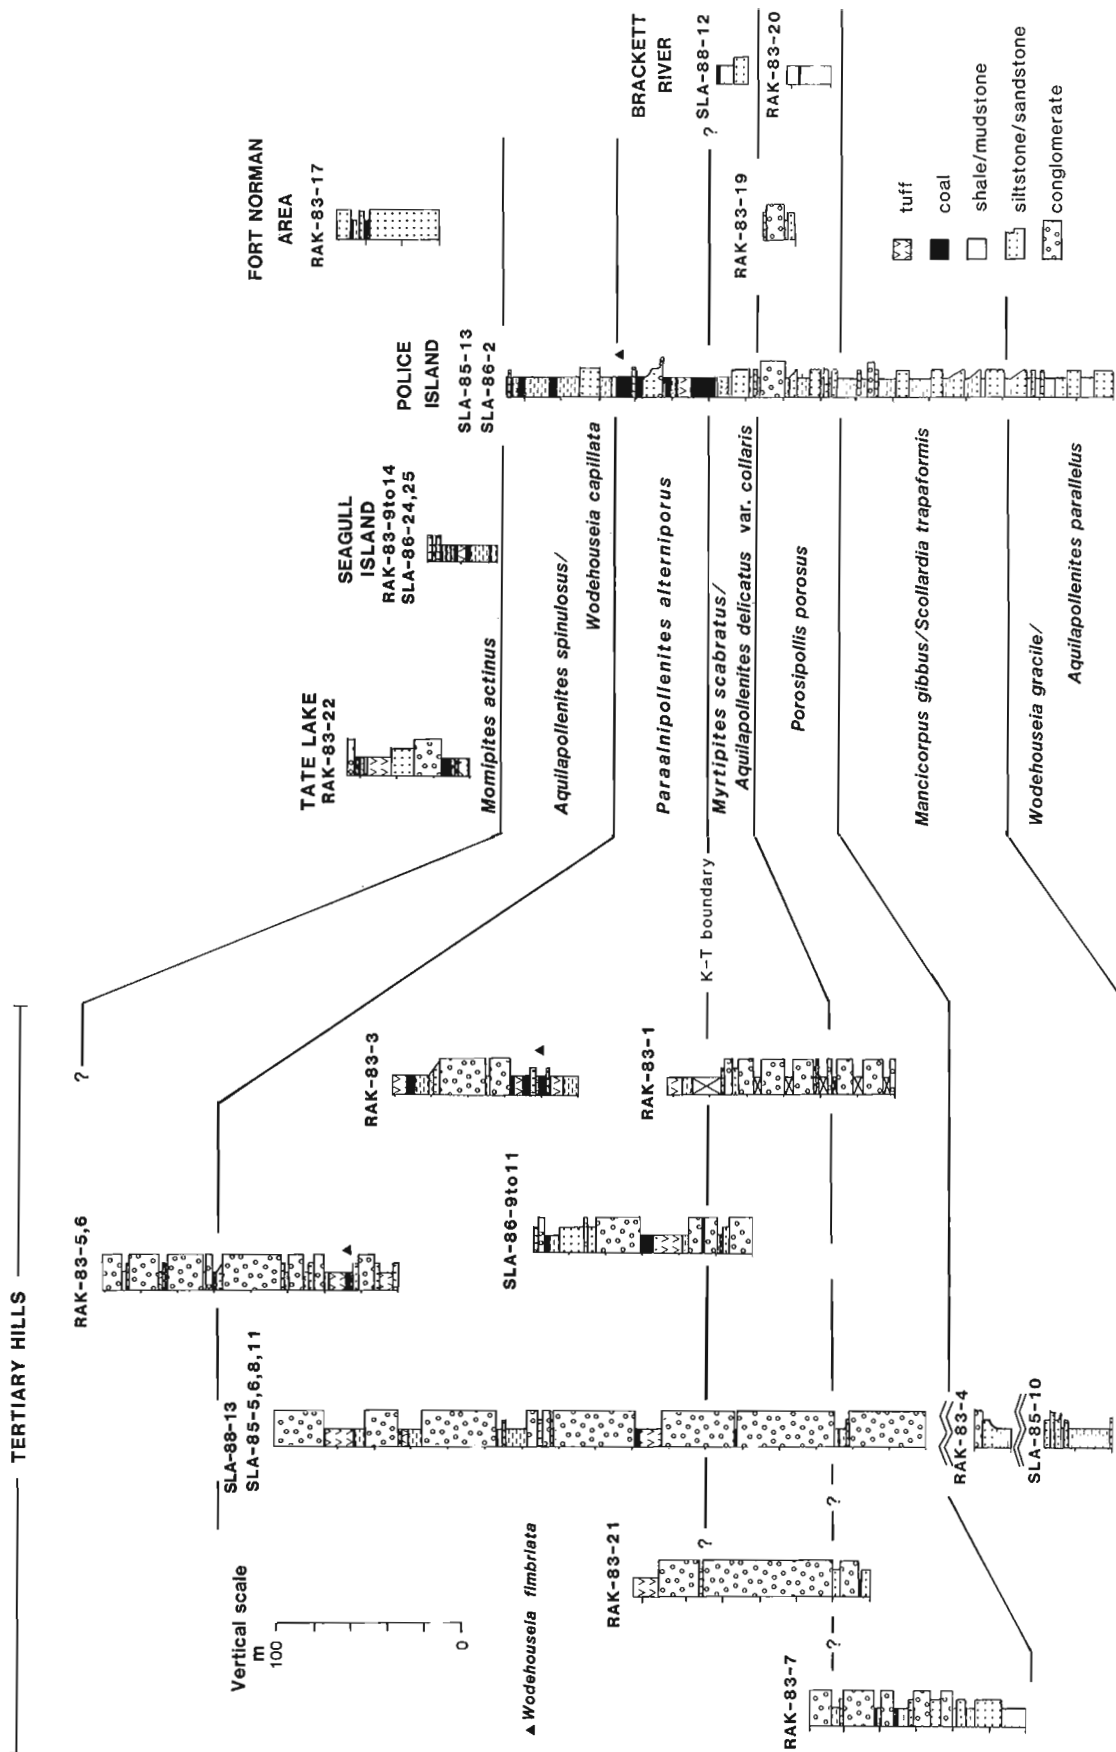 TERTIARY HILLS
RAK-83-5,6
SLA-88-13
SLA-85-5,6,8,11
Vertical scale
m
100
0
▲Wodehouseia fimbriata
RAK-83-3
SLA-86-9to11
RAK-83-21
RAK-83-1
RAK-83-7
RAK-83-4
SLA-85-10
?
?
?
?
K-T boundary
TATE LAKE
RAK-83-22
SEAGULL
ISLAND
RAK-83-9to14
SLA-86-24,25
POLICE
ISLAND
SLA-85-13
SLA-86-2
FORT NORMAN
AREA
RAK-83-17
BRACKETT
RIVER
SLA-88-12
?
RAK-83-20
RAK-83-19
Momipites actinus
Aquilapollenites spinulosus/
Wodehouseia capillata
Paraalnipollenites alterniporus
Myrtipites scabratus/
Aquilapollenites delicatus var. collaris
Porosipollis porosus
Mancicorpus gibbus/Scollardia trapaformis
Wodehouseia gracile/
Aquilapollenites parallelus
tuff
coal
shale/mudstone
siltstone/sandstone
conglomerate